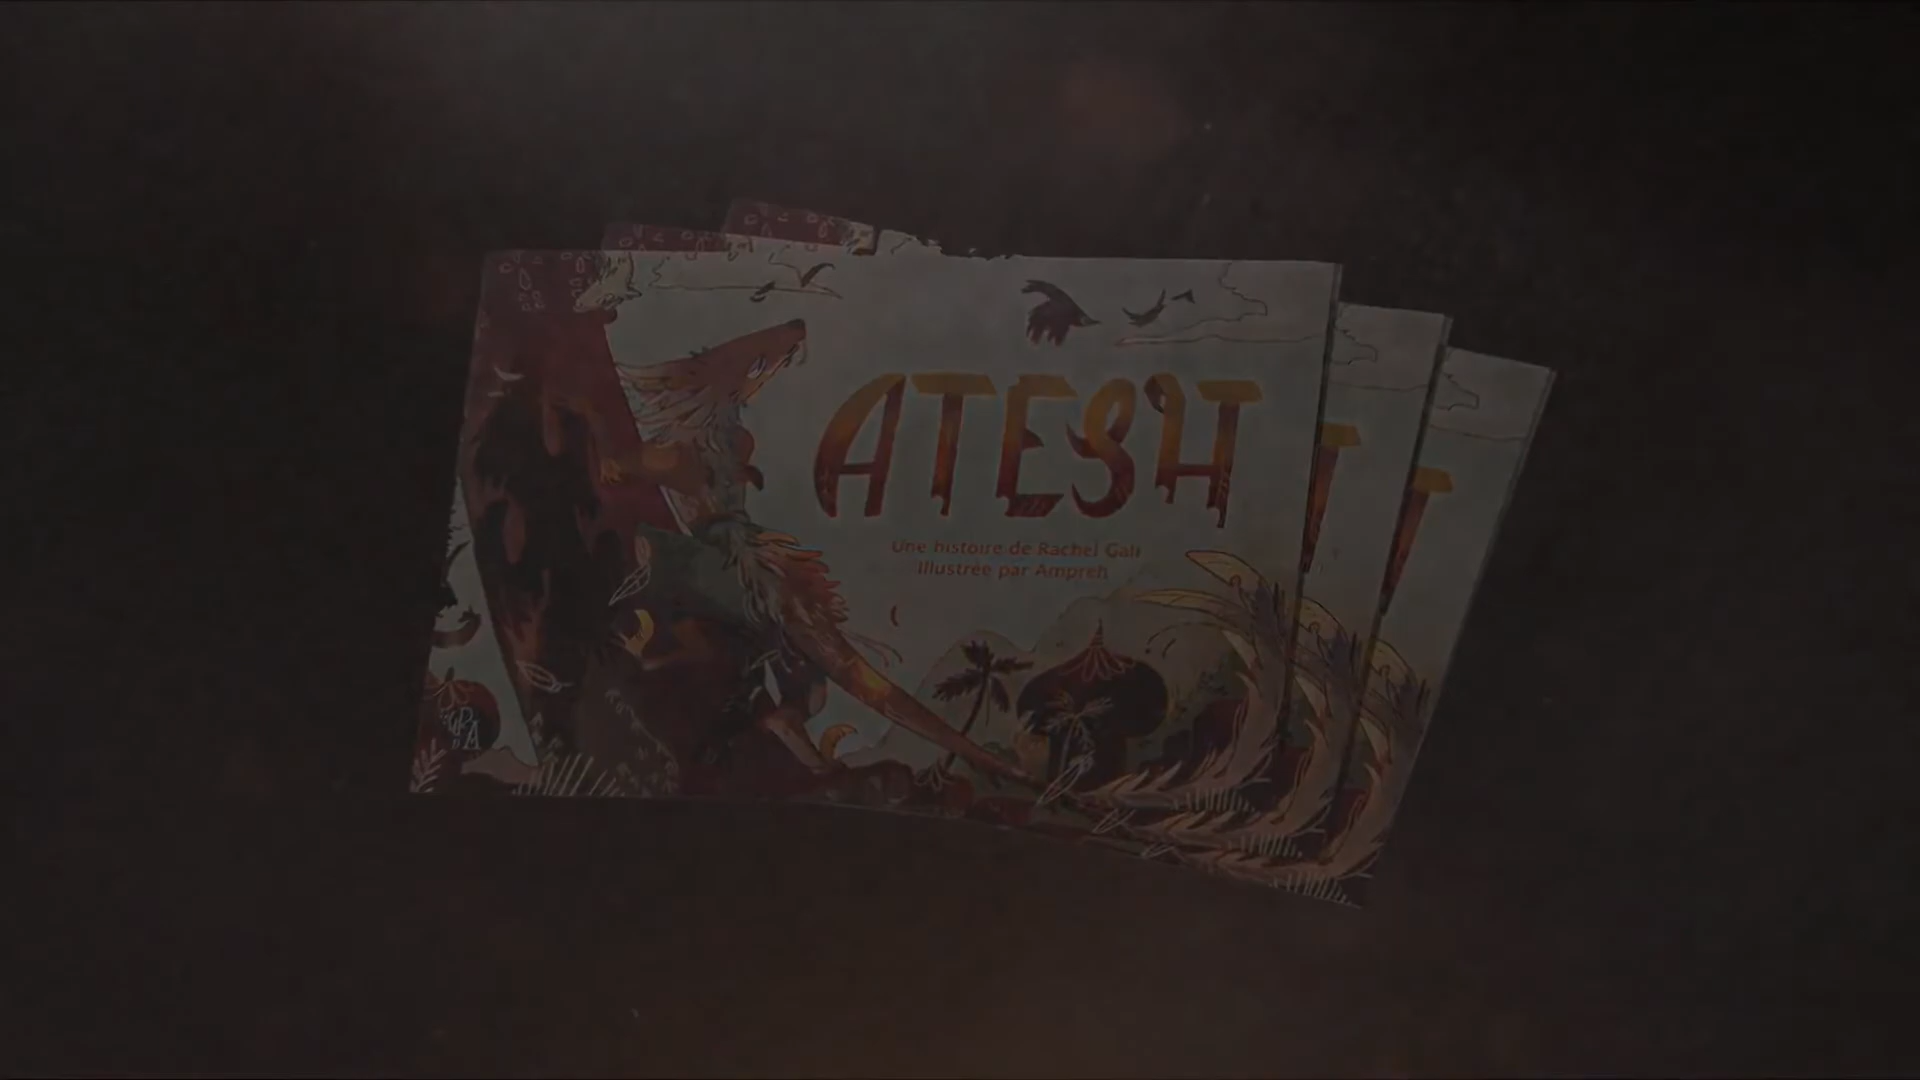 ATESH
Une histoire de Rachel Gali
Illustrée par Ampreh
T
T